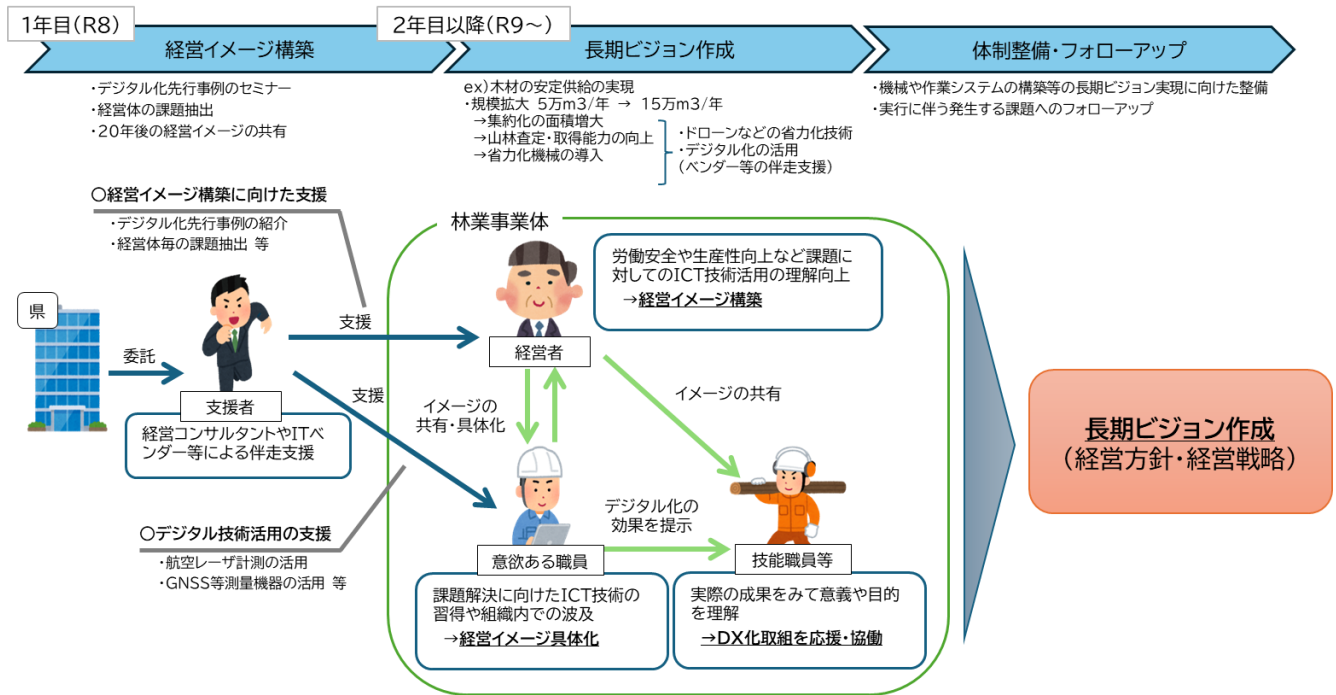 1年目(R8)
2年目以降(R9～)
経営イメージ構築
長期ビジョン作成
体制整備・フォローアップ
・デジタル化先行事例のセミナー
・経営体の課題抽出
・20年後の経営イメージの共有
ex)木材の安定供給の実現
・規模拡大 5万m3/年 → 15万m3/年
→集約化の面積増大
→山林査定・取得能力の向上
→省力化機械の導入
・ドローンなどの省力化技術
・デジタル化の活用
(ベンダー等の伴走支援)
・機械や作業システムの構築等の長期ビジョン実現に向けた整備
・実行に伴う発生する課題へのフォローアップ
〇経営イメージ構築に向けた支援
・デジタル化先行事例の紹介
・経営体毎の課題抽出 等
林業事業体
労働安全や生産性向上など課題に
対してのICT技術活用の理解向上
→経営イメージ構築
県
委託
支援
経営者
支援
支援者
経営コンサルタントやITベ
ンダー等による伴走支援
イメージの
共有・具体化
イメージの共有
長期ビジョン作成
(経営方針・経営戦略)
〇デジタル技術活用の支援
・航空レーザ計測の活用
・GNSS等測量機器の活用 等
デジタル化の
効果を提示
意欲ある職員
技能職員等
課題解決に向けたICT技術の
習得や組織内での波及
→経営イメージ具体化
実際の成果をみて意義や目的
を理解
→DX化取組を応援・協働